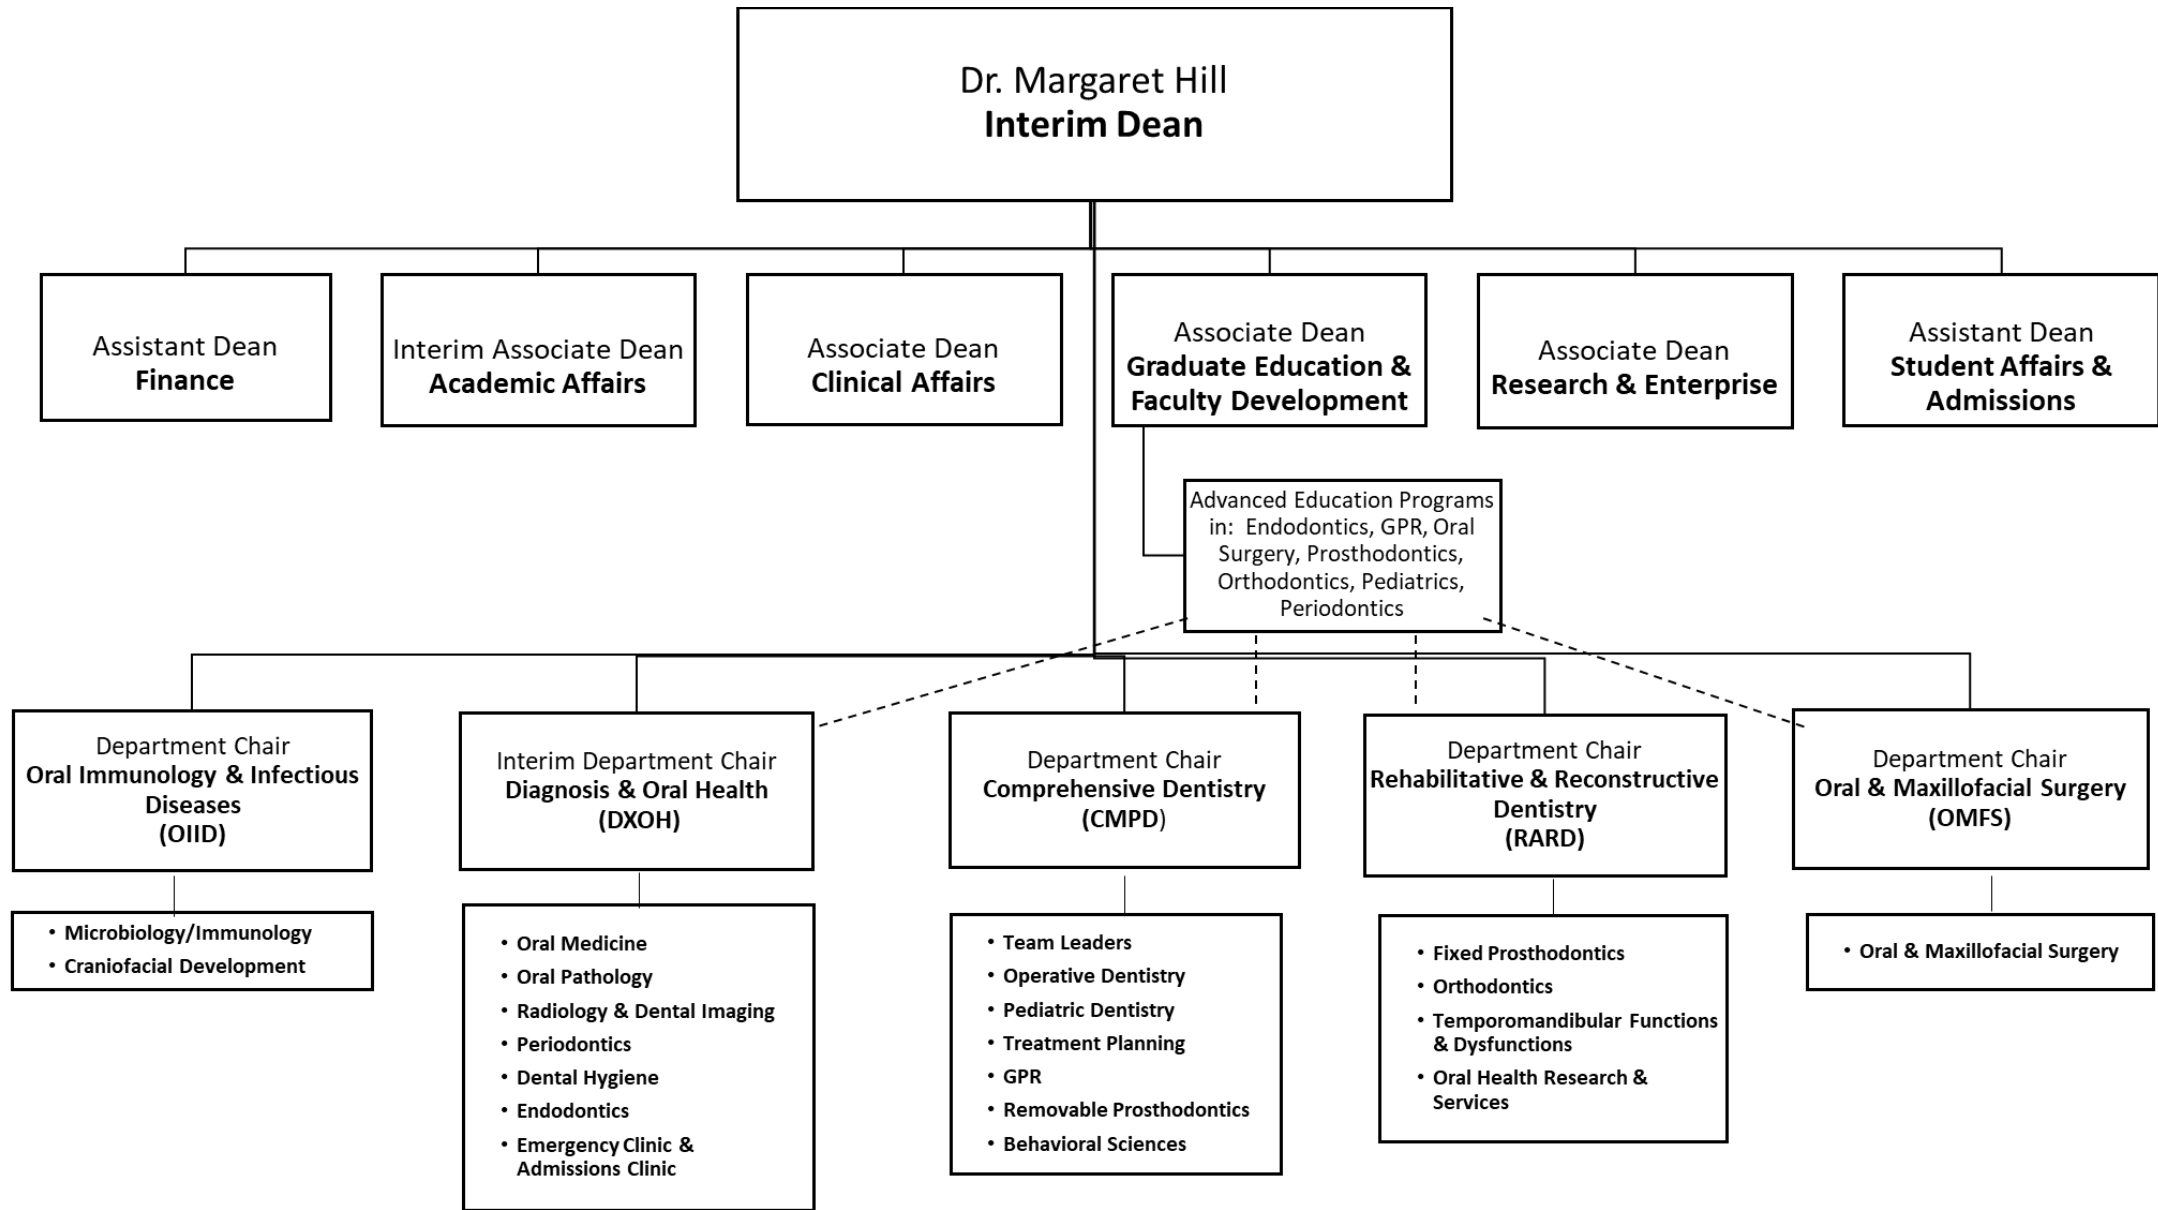 Dr. Margaret Hill
Interim Dean
Assistant Dean
Finance
Interim Associate Dean
Academic Affairs
Associate Dean
Clinical Affairs
Associate Dean
Graduate Education &
Faculty Development
Associate Dean
Research & Enterprise
Assistant Dean
Student Affairs &
Admissions
Advanced Education Programs
in: Endodontics, GPR, Oral
Surgery, Prosthodontics,
Orthodontics, Pediatrics,
Periodontics
Department Chair
Oral Immunology & Infectious
Diseases
(OIID)
Interim Department Chair
Diagnosis & Oral Health
(DXOH)
Department Chair
Comprehensive Dentistry
(CMPD)
Department Chair
Rehabilitative & Reconstructive
Dentistry
(RARD)
Department Chair
Oral & Maxillofacial Surgery
(OMFS)
• Microbiology/Immunology
• Craniofacial Development
• Oral Medicine
• Oral Pathology
• Radiology & Dental Imaging
• Periodontics
• Dental Hygiene
• Endodontics
• Emergency Clinic &
Admissions Clinic
• Team Leaders
• Operative Dentistry
• Pediatric Dentistry
• Treatment Planning
• GPR
• Removable Prosthodontics
• Behavioral Sciences
• Fixed Prosthodontics
• Orthodontics
• Temporomandibular Functions
& Dysfunctions
• Oral Health Research &
Services
• Oral & Maxillofacial Surgery